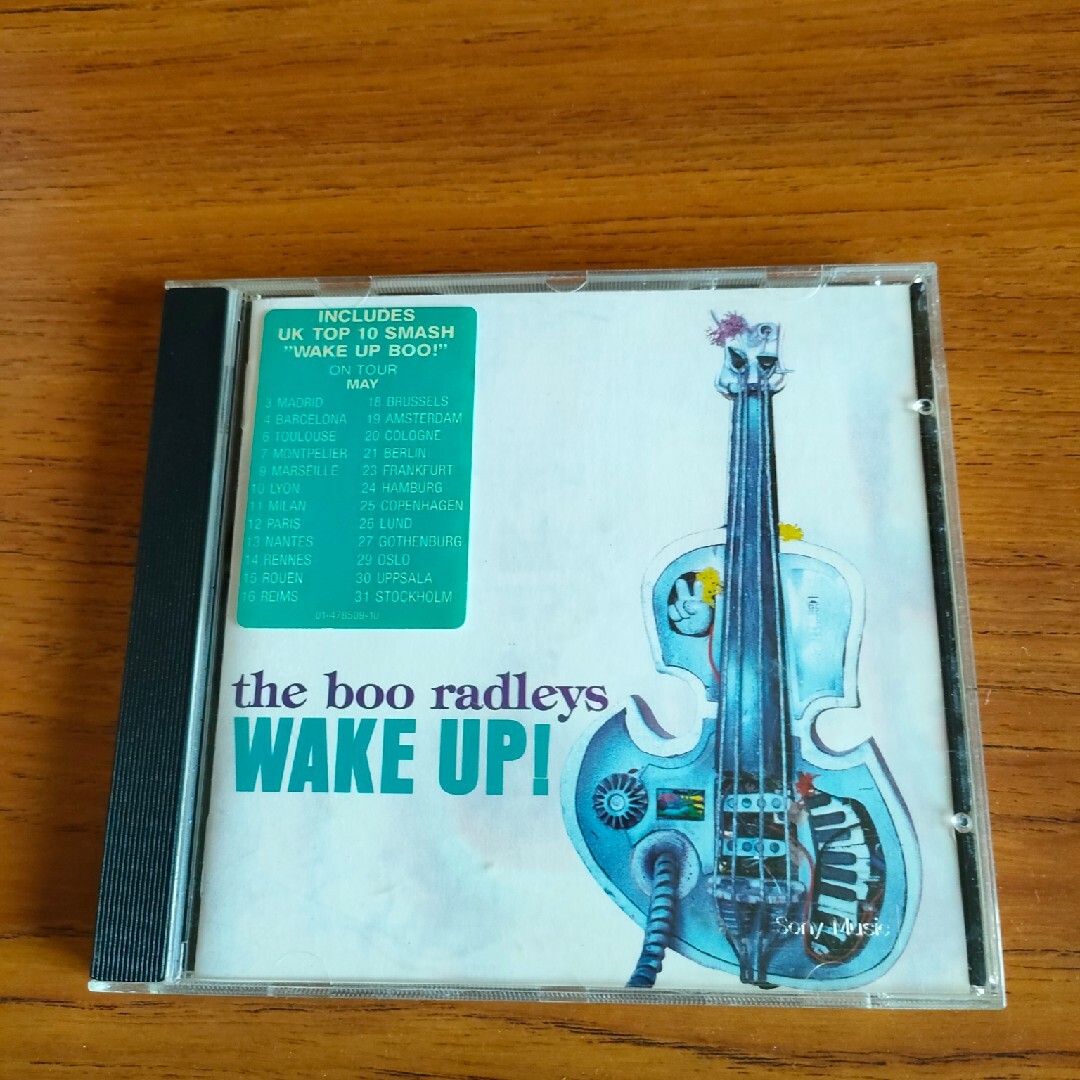 INCLUDES
UK TOP 10 SMASH
"WAKE UP BOO!"
ON TOUR
MAY
3 MADRID
4 BARCELONA
6 TOULOUSE
7 MONTPELIER
9 MARSEILLE
10 LYON
11 MILAN
12 PARIS
13 NANTES
14 RENNES
15 ROUEN
16 REIMS
18 BRUSSELS
19 AMSTERDAM
20 COLOGNE
21 BERLIN
23 FRANKFURT
24 HAMBURG
25 COPENHAGEN
26 LUND
27 GOTHENBURG
29 OSLO
30 UPPSALA
31 STOCKHOLM
01-478509-10
the boo radleys
WAKE UP!
Sony Music